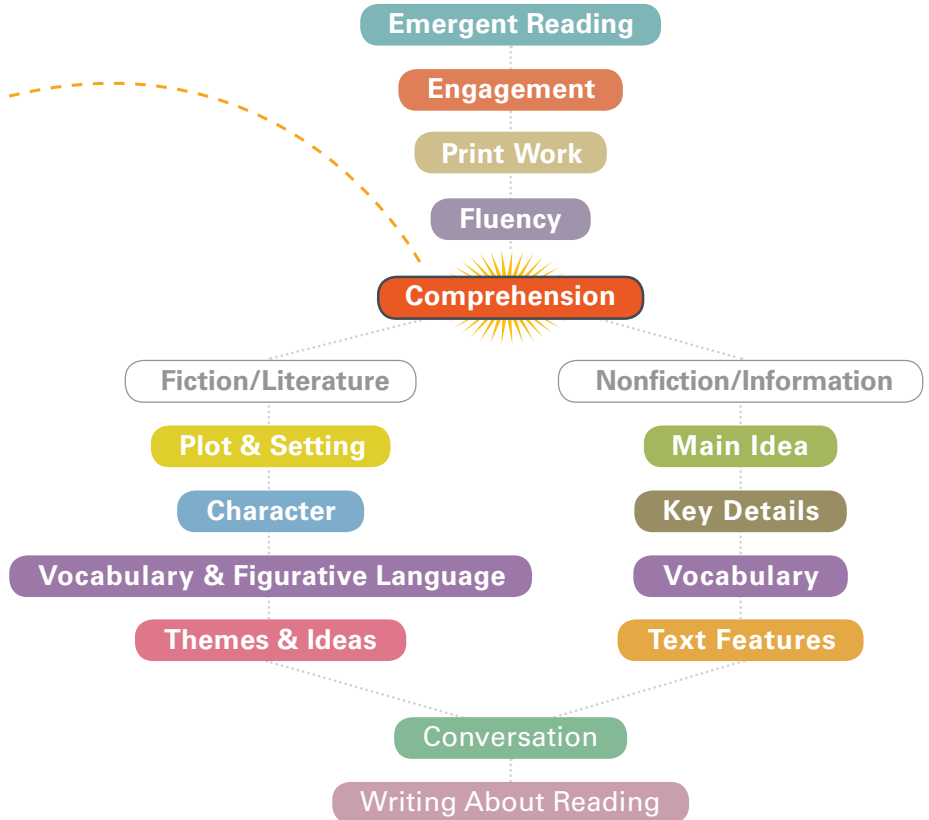 Emergent Reading
Engagement
Print Work
Fluency
Comprehension
Fiction/Literature
Plot & Setting
Character
Vocabulary & Figurative Language
Themes & Ideas
Nonfiction/Information
Main Idea
Key Details
Vocabulary
Text Features
Conversation
Writing About Reading